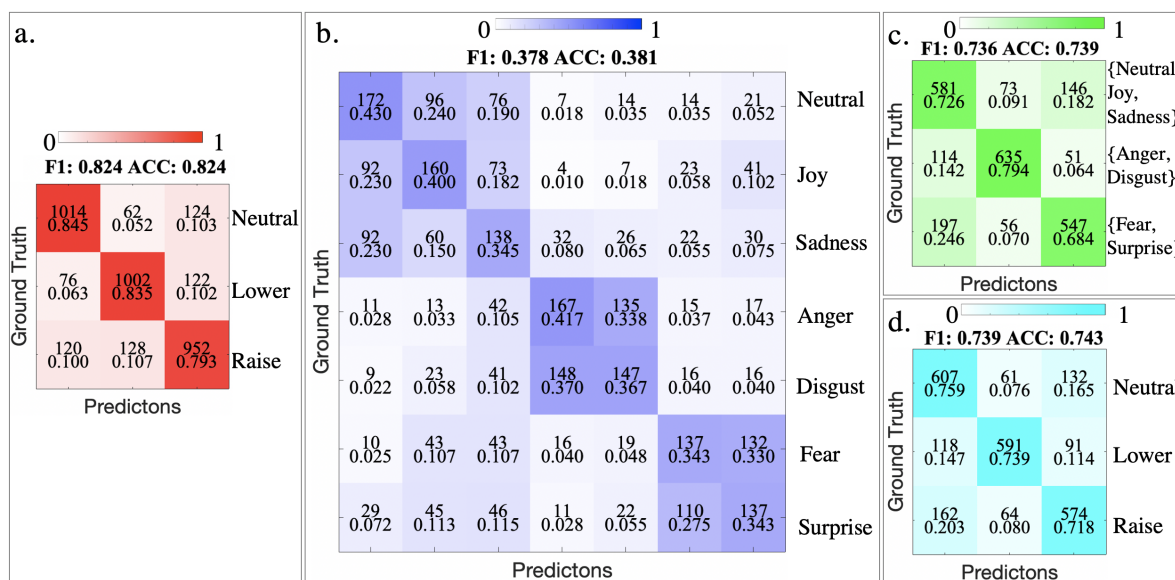 a.
0 1
F1: 0.824 ACC: 0.824
Ground Truth
1014 62 124
0.845 0.052 0.103
Neutral
76 1002 122
0.063 0.835 0.102
Lower
120 128 952
0.100 0.107 0.793
Raise
Predictons
b.
0 1
F1: 0.378 ACC: 0.381
Ground Truth
172 96 76 7 14 14 21
0.430 0.240 0.190 0.018 0.035 0.035 0.052
Neutral
92 160 73 4 7 23 41
0.230 0.400 0.182 0.010 0.018 0.058 0.102
Joy
92 60 138 32 26 22 30
0.230 0.150 0.345 0.080 0.065 0.055 0.075
Sadness
11 13 42 167 135 15 17
0.028 0.033 0.105 0.417 0.338 0.037 0.043
Anger
9 23 41 148 147 16 16
0.022 0.058 0.102 0.370 0.367 0.040 0.040
Disgust
10 43 43 16 19 137 132
0.025 0.107 0.107 0.040 0.048 0.343 0.330
Fear
29 45 46 11 22 110 137
0.072 0.113 0.115 0.028 0.055 0.275 0.343
Surprise
Predictons
c.
0 1
F1: 0.736 ACC: 0.739
Ground Truth
581 73 146
0.726 0.091 0.182
{Neutral
Joy,
Sadness}
114 635 51
0.142 0.794 0.064
{Anger,
Disgust}
197 56 547
0.246 0.070 0.684
{Fear,
Surprise}
Predictons
d.
0 1
F1: 0.739 ACC: 0.743
Ground Truth
607 61 132
0.759 0.076 0.165
Neutra
118 591 91
0.147 0.739 0.114
Lower
162 64 574
0.203 0.080 0.718
Raise
Predictons